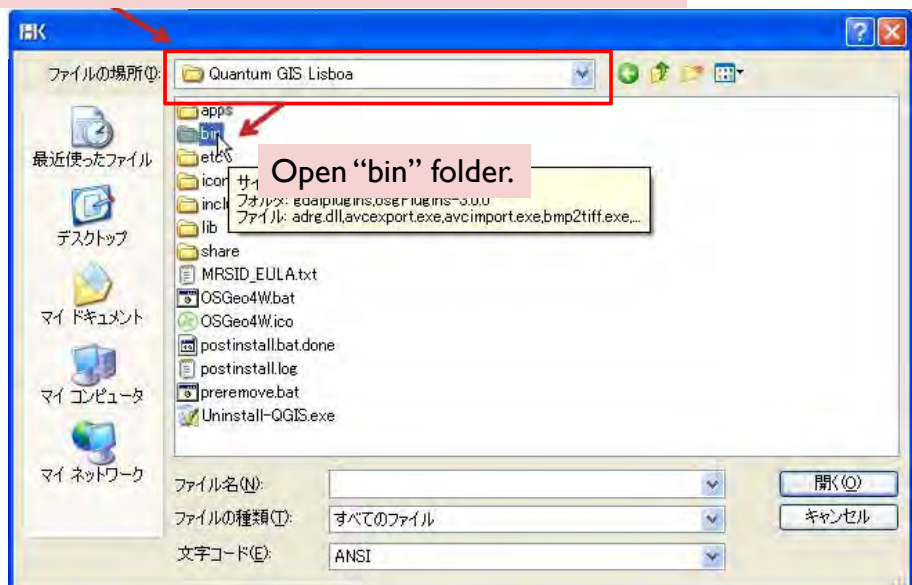 開く
ファイルの場所(I):
Quantum GIS Lisboa
apps
bin
etc
Open “bin” folder.
lib
share
MRSID_EULA.txt
OSGeo4W.bat
OSGeo4W.ico
postinstall.bat.done
postinstall.log
preremove.bat
Uninstall-QGIS.exe
フォルダ: gdalplugins,osgPlugins-3.0.0
ファイル: adrg.dll,avcexport.exe,avcimport.exe,bmp2tiff.exe,...
最近使ったファイル
デスクトップ
マイ ドキュメント
マイ コンピュータ
マイ ネットワーク
ファイル名(N):
開く(O)
ファイルの種類(T):
すべてのファイル
キャンセル
文字コード(E):
ANSI